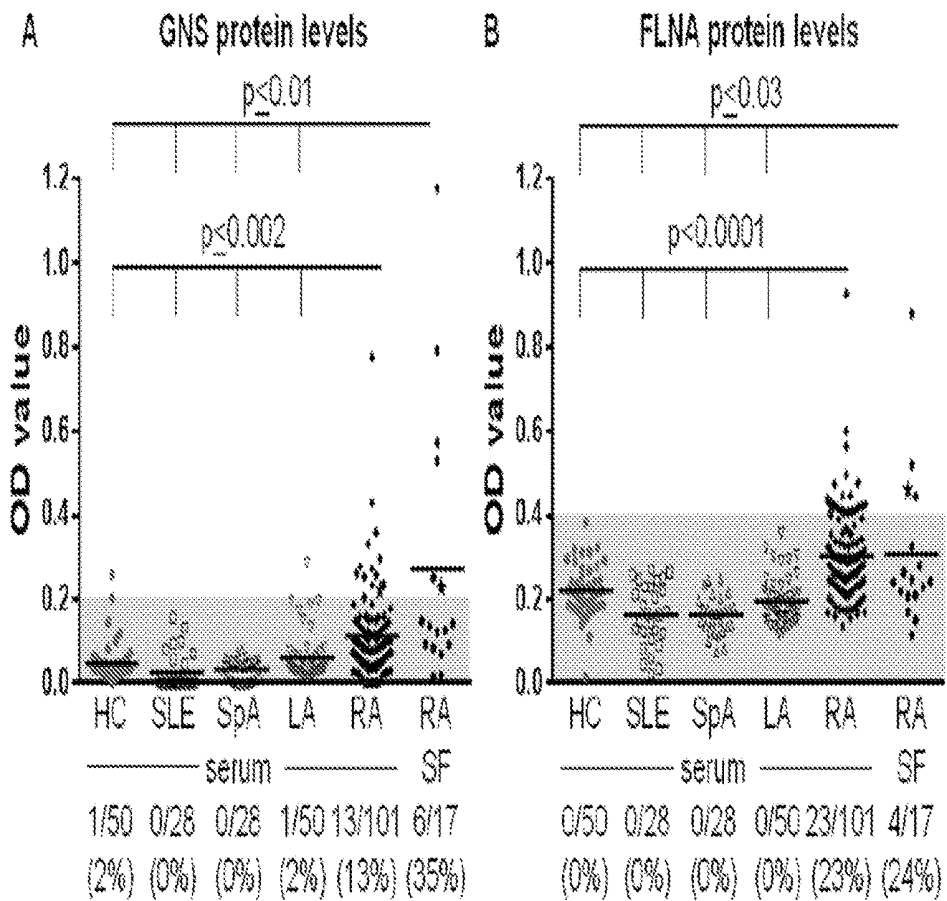 A GNS protein levels
p≤0.01
p≤0.002
OD value
1.2
1.0
0.8
0.6
0.4
0.2
0.0
HC SLE SpA LA RA RA
serum SF
1/50 0/28 0/28 1/50 13/101 6/17
(2%) (0%) (0%) (2%) (13%) (35%)
B FLNA protein levels
p≤0.03
p<0.0001
OD value
1.2
1.0
0.8
0.6
0.4
0.2
0.0
HC SLE SpA LA RA RA
serum SF
0/50 0/28 0/28 0/50 23/101 4/17
(0%) (0%) (0%) (0%) (23%) (24%)